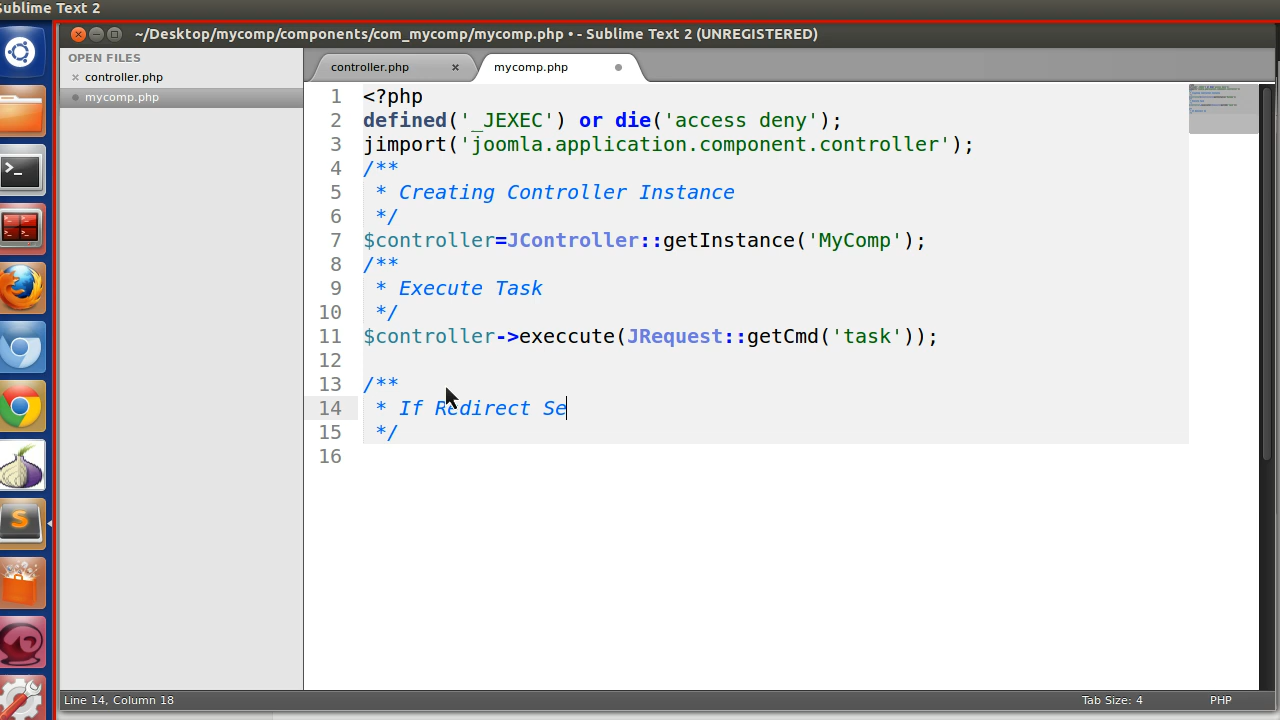 Sublime Text 2
~/Desktop/mycomp/components/com_mycomp/mycomp.php • - Sublime Text 2 (UNREGISTERED)
OPEN FILES
controller.php
mycomp.php
controller.php
mycomp.php
1 <?php
2 defined('_JEXEC') or die('access deny');
3 jimport('joomla.application.component.controller');
4 /**
5  * Creating Controller Instance
6  */
7 $controller=JController::getInstance('MyComp');
8 /**
9  * Execute Task
10  */
11 $controller->execcute(JRequest::getCmd('task'));
12
13 /**
14  * If Redirect Se
15  */
16
Line 14, Column 18
Tab Size: 4
PHP